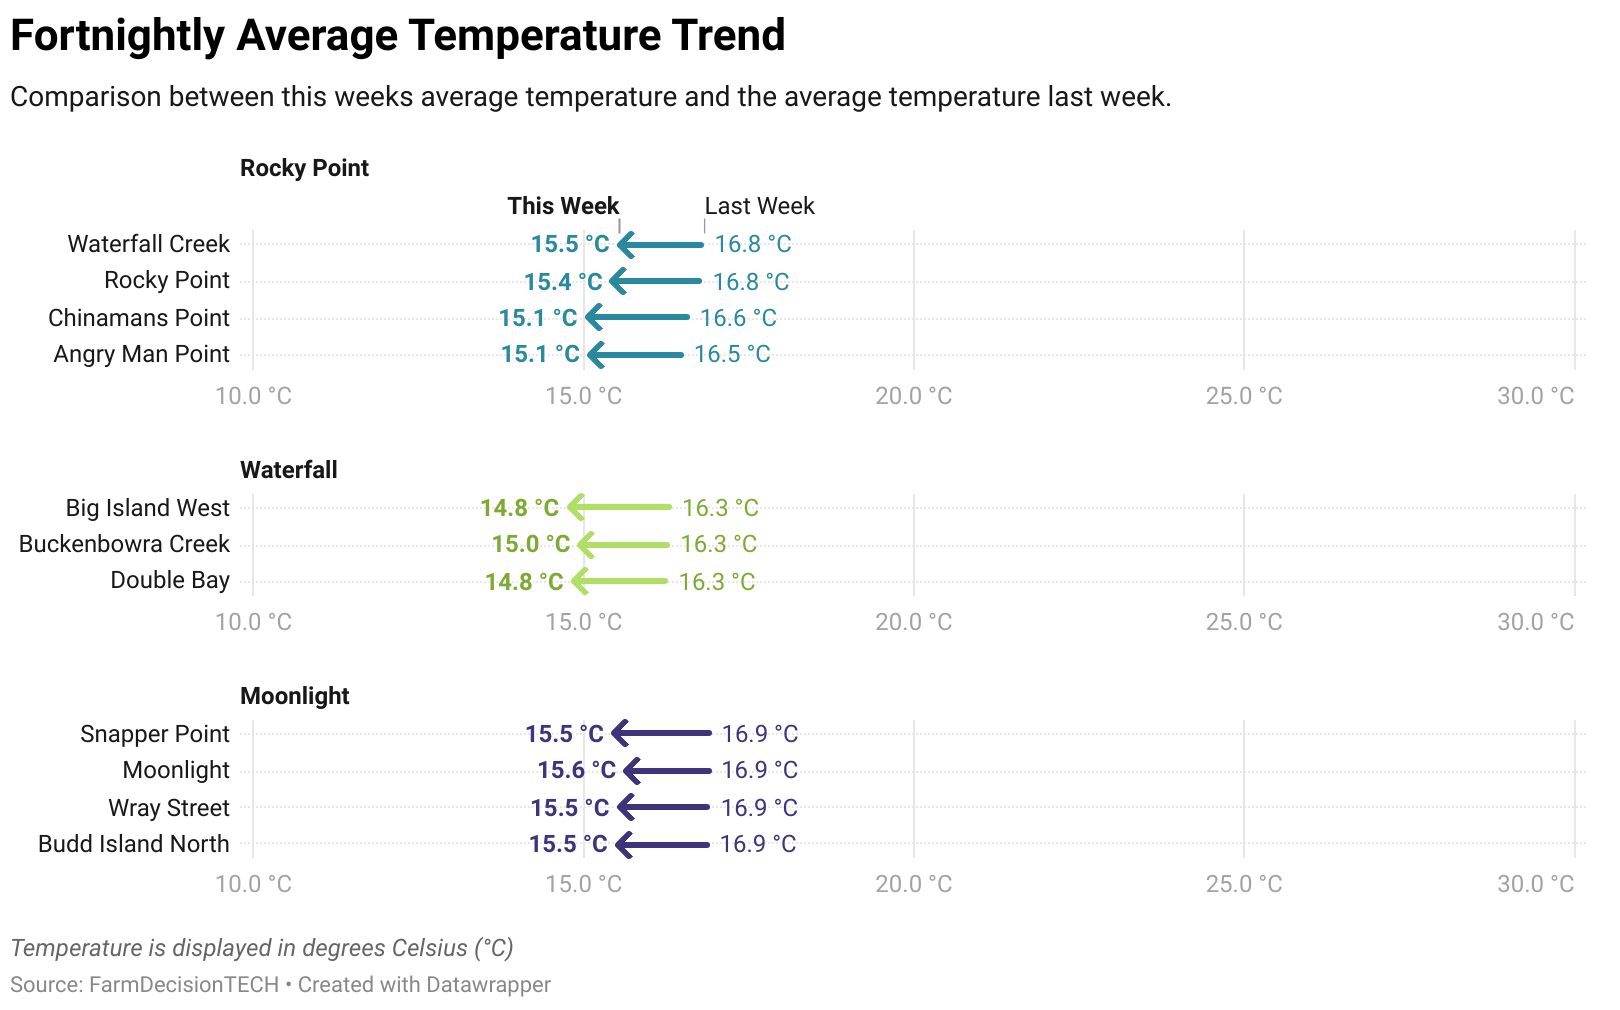 Fortnightly Average Temperature Trend
Comparison between this weeks average temperature and the average temperature last week.
Rocky Point
This Week Last Week
Waterfall Creek 15.5 °C 16.8 °C
Rocky Point 15.4 °C 16.8 °C
Chinamans Point 15.1 °C 16.6 °C
Angry Man Point 15.1 °C 16.5 °C
10.0 °C 15.0 °C 20.0 °C 25.0 °C 30.0 °C
Waterfall
Big Island West 14.8 °C 16.3 °C
Buckenbowra Creek 15.0 °C 16.3 °C
Double Bay 14.8 °C 16.3 °C
10.0 °C 15.0 °C 20.0 °C 25.0 °C 30.0 °C
Moonlight
Snapper Point 15.5 °C 16.9 °C
Moonlight 15.6 °C 16.9 °C
Wray Street 15.5 °C 16.9 °C
Budd Island North 15.5 °C 16.9 °C
10.0 °C 15.0 °C 20.0 °C 25.0 °C 30.0 °C
Temperature is displayed in degrees Celsius (°C)
Source: FarmDecisionTECH • Created with Datawrapper